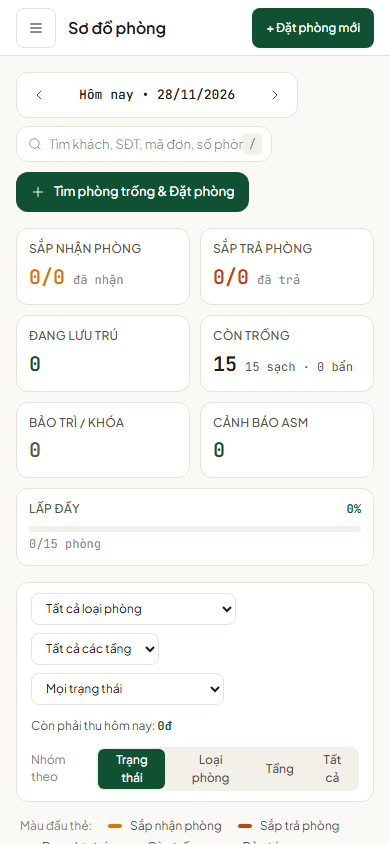 Sơ đồ phòng
+ Đặt phòng mới
Hôm nay • 28/11/2026
Tìm khách, SĐT, mã đơn, số phòn /
Tìm phòng trống & Đặt phòng
SẮP NHẬN PHÒNG
0/0 đã nhận
SẮP TRẢ PHÒNG
0/0 đã trả
ĐANG LƯU TRÚ
0
CÒN TRỐNG
15 15 sạch · 0 bẩn
BẢO TRÌ / KHÓA
0
CẢNH BÁO ASM
0
LẤP ĐẦY 0%
0/15 phòng
Tất cả loại phòng
Tất cả các tầng
Mọi trạng thái
Còn phải thu hôm nay: 0đ
Nhóm theo
Trạng thái
Loại phòng
Tầng
Tất cả
Màu đầu thẻ: Sắp nhận phòng Sắp trả phòng